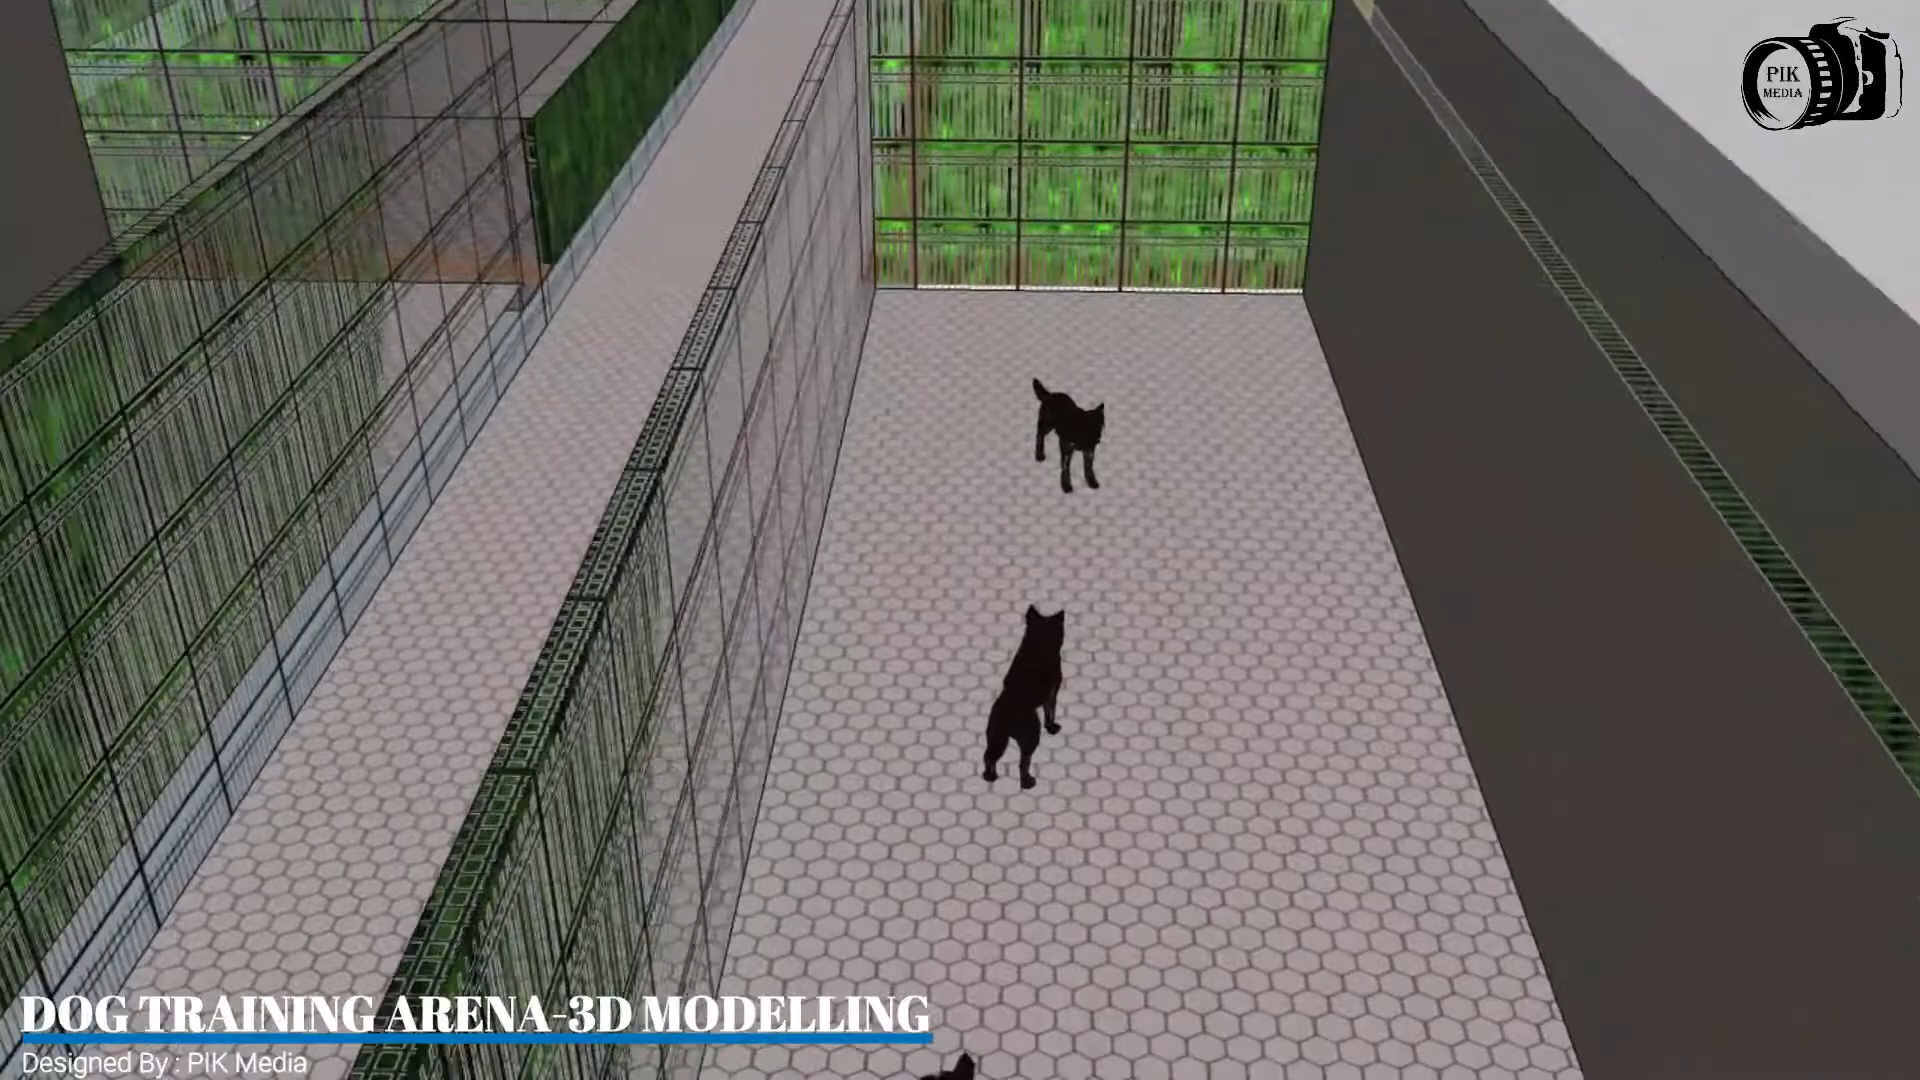 PIK
MEDIA
DOG TRAINING ARENA-3D MODELLING
Designed By : PIK Media